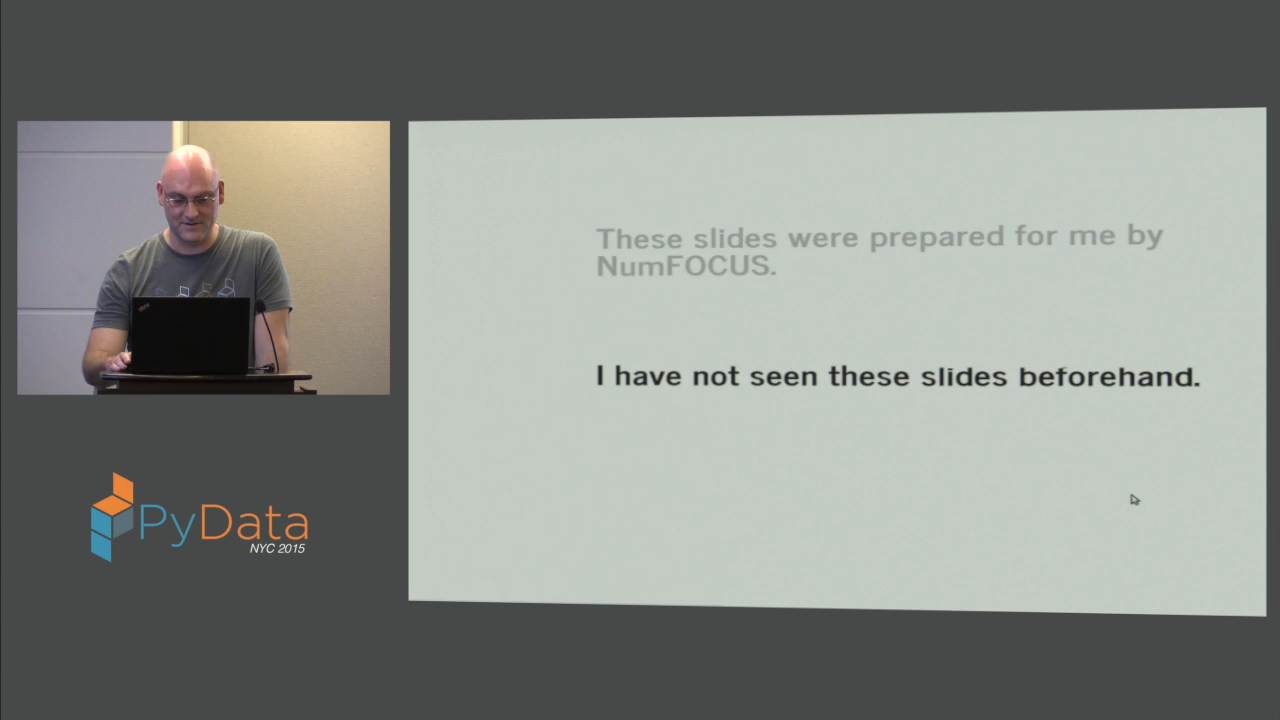 These slides were prepared for me by
NumFOCUS.
I have not seen these slides beforehand.
PyData
NYC 2015